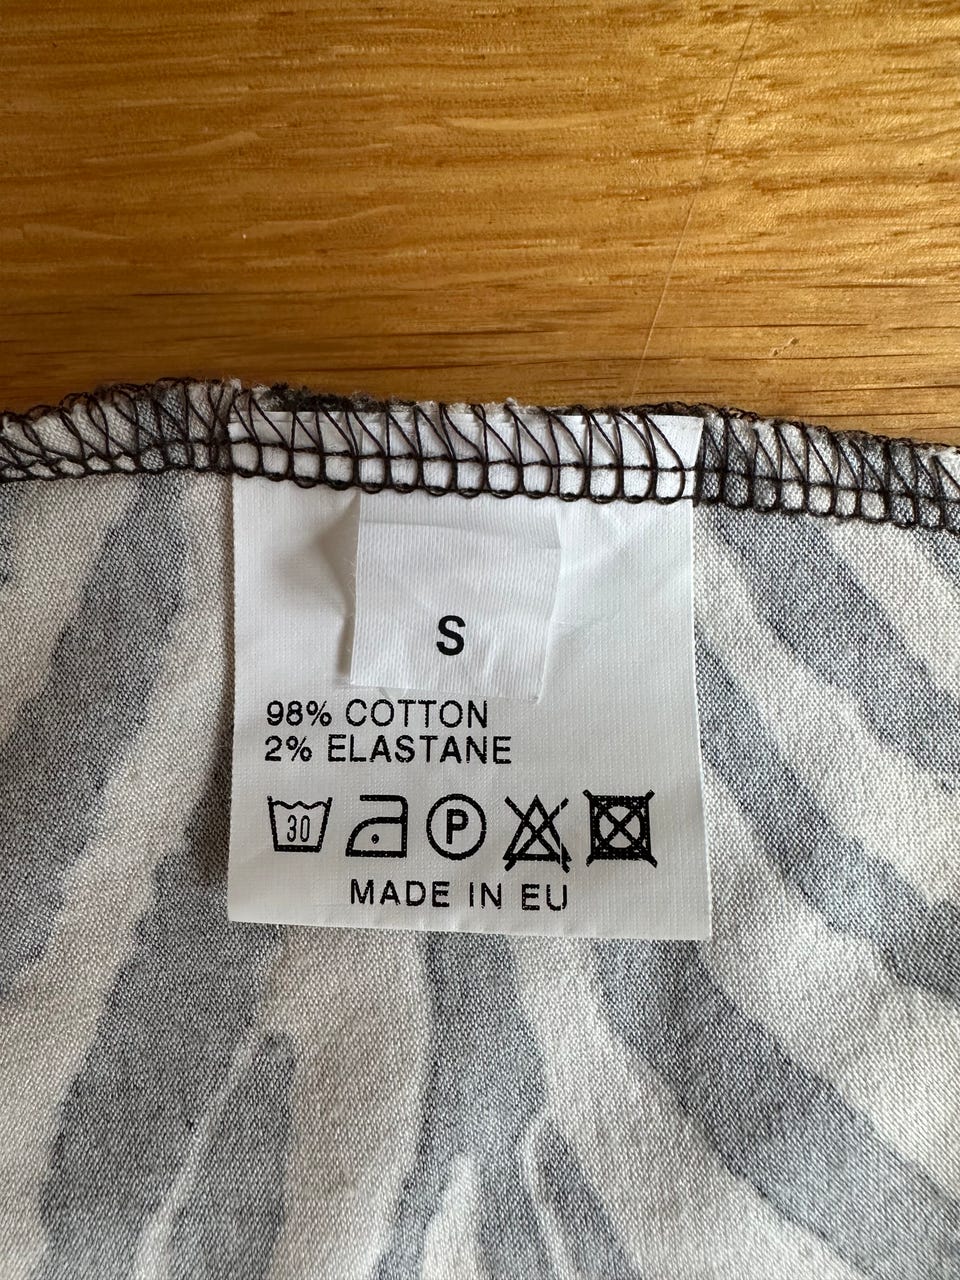 S
98% COTTON
2% ELASTANE
30 P
MADE IN EU